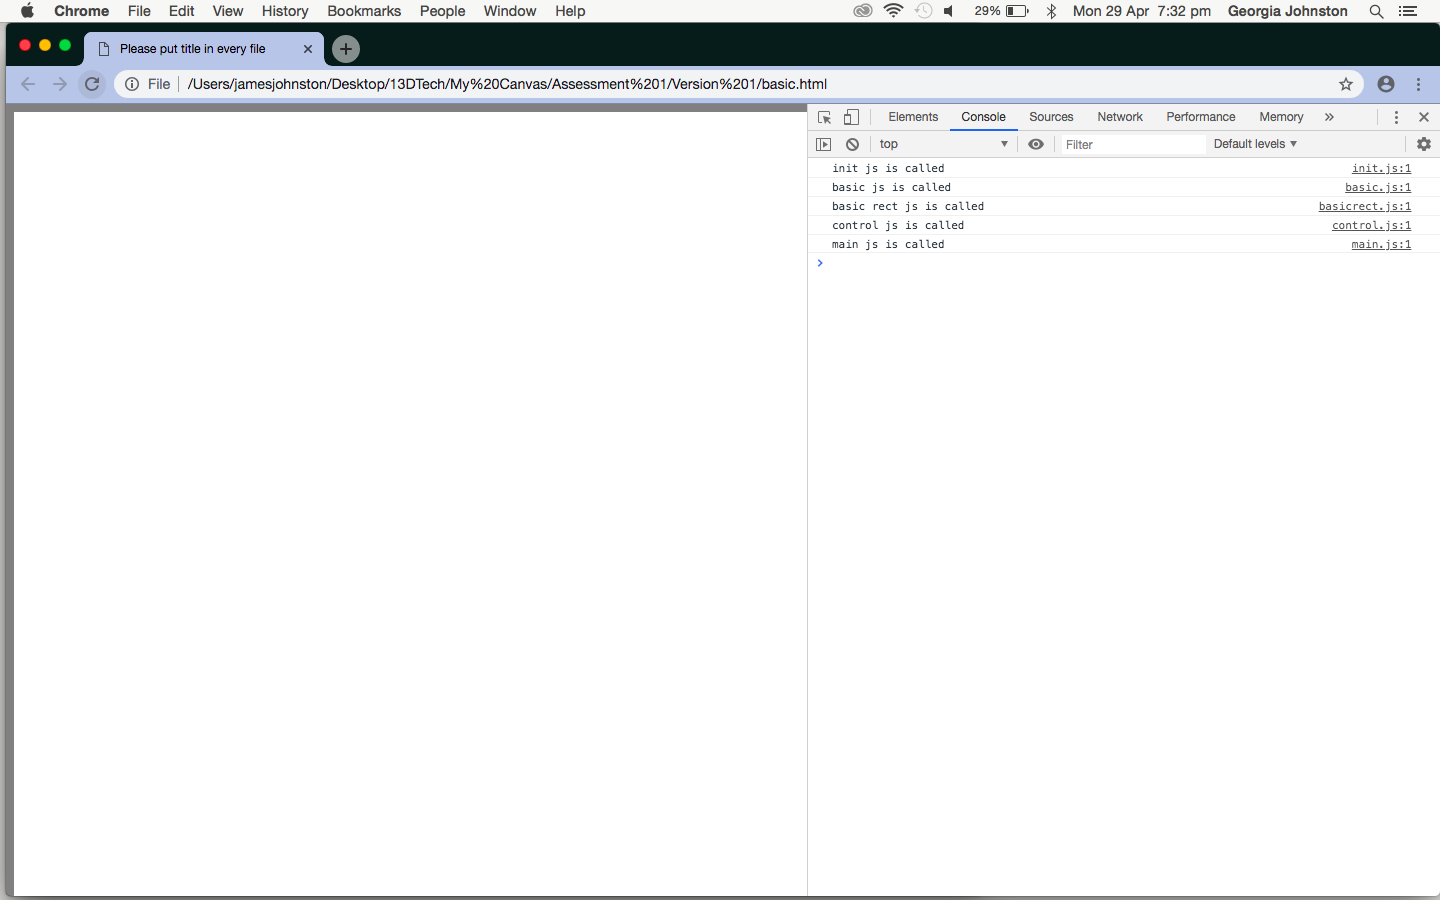 Chrome File Edit View History Bookmarks People Window Help 29% Mon 29 Apr 7:32 pm Georgia Johnston
Please put title in every file
File /Users/jamesjohnston/Desktop/13DTech/My%20Canvas/Assessment%201/Version%201/basic.html
Elements Console Sources Network Performance Memory
top Filter Default levels
init js is called init.js:1
basic js is called basic.js:1
basic rect js is called basicrect.js:1
control js is called control.js:1
main js is called main.js:1